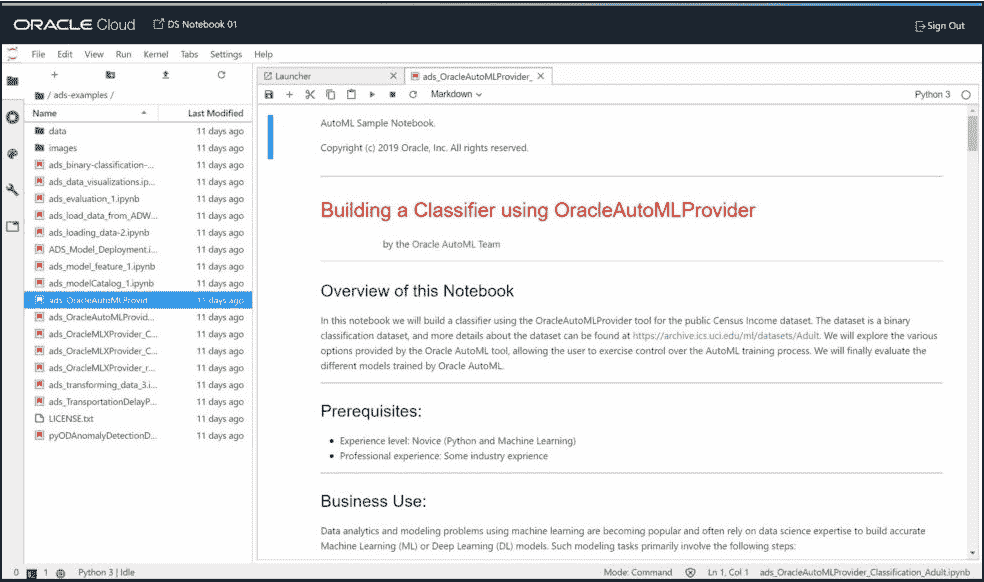 ORACLE Cloud
DS Notebook 01
Sign Out
File Edit View Run Kernel Tabs Settings Help
Launcher
ads_OracleAutoMLProvider_
/ ads-examples /
Markdown
Python 3
Name Last Modified
data 11 days ago
images 11 days ago
ads_binary-classification-... 11 days ago
ads_data_visualizations.ip... 11 days ago
ads_evaluation_1.ipynb 11 days ago
ads_load_data_from_ADW... 11 days ago
ads_loading_data-2.ipynb 11 days ago
ADS_Model_Deployment.i... 11 days ago
ads_model_feature_1.ipynb 11 days ago
ads_modelCatalog_1.ipynb 11 days ago
ads_OracleAutoMLProvid... 11 days ago
ads_OracleAutoMLProvid... 11 days ago
ads_OracleMLXProvider_C... 11 days ago
ads_OracleMLXProvider_C... 11 days ago
ads_OracleMLXProvider_r... 11 days ago
ads_transforming_data_3.i... 11 days ago
ads_TransportationDelayP... 11 days ago
LICENSE.txt 11 days ago
pyODAnomalyDetectionD... 11 days ago
AutoML Sample Notebook.
Copyright (c) 2019 Oracle, Inc. All rights reserved.
Building a Classifier using OracleAutoMLProvider
by the Oracle AutoML Team
Overview of this Notebook
In this notebook we will build a classifier using the OracleAutoMLProvider tool for the public Census Income dataset. The dataset is a binary
classification dataset, and more details about the dataset can be found at https://archive.ics.uci.edu/ml/datasets/Adult. We will explore the various
options provided by the Oracle AutoML tool, allowing the user to exercise control over the AutoML training process. We will finally evaluate the
different models trained by Oracle AutoML.
Prerequisites:
• Experience level: Novice (Python and Machine Learning)
• Professional experience: Some industry exprience
Business Use:
Data analytics and modeling problems using machine learning are becoming popular and often rely on data science expertise to build accurate
Machine Learning (ML) or Deep Learning (DL) models. Such modeling tasks primarily involve the following steps:
0 1 Python 3 | Idle
Mode: Command Ln 1, Col 1 ads_OracleAutoMLProvider_Classification_Adult.ipynb